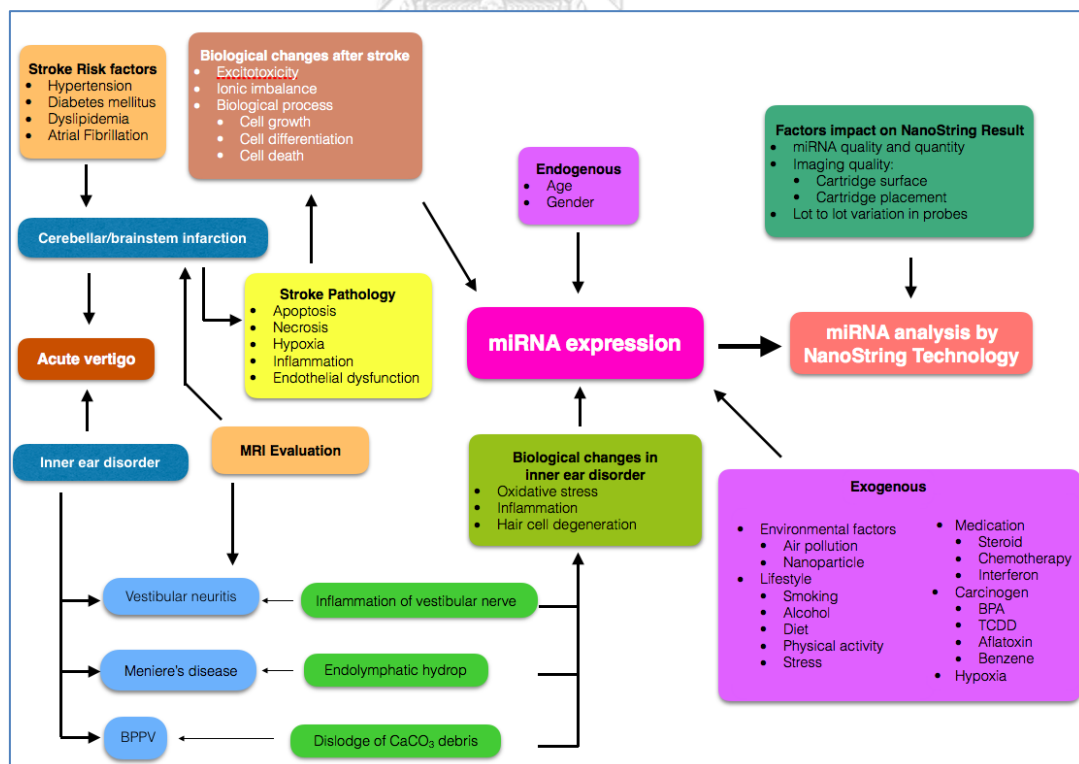 Stroke Risk factors
• Hypertension
• Diabetes mellitus
• Dyslipidemia
• Atrial Fibrillation
Biological changes after stroke
• Excitotoxicity
• Ionic imbalance
• Biological process
• Cell growth
• Cell differentiation
• Cell death
Endogenous
• Age
• Gender
Factors impact on NanoString Result
• miRNA quality and quantity
• Imaging quality:
• Cartridge surface
• Cartridge placement
• Lot to lot variation in probes
Cerebellar/brainstem infarction
Stroke Pathology
• Apoptosis
• Necrosis
• Hypoxia
• Inflammation
• Endothelial dysfunction
miRNA expression
miRNA analysis by
NanoString Technology
Acute vertigo
Inner ear disorder
MRI Evaluation
Biological changes in
inner ear disorder
• Oxidative stress
• Inflammation
• Hair cell degeneration
Exogenous
• Environmental factors
• Air pollution
• Nanoparticle
• Lifestyle
• Smoking
• Alcohol
• Diet
• Physical activity
• Stress
• Medication
• Steroid
• Chemotherapy
• Interferon
• Carcinogen
• BPA
• TCDD
• Aflatoxin
• Benzene
• Hypoxia
Vestibular neuritis
Inflammation of vestibular nerve
Meniere's disease
Endolymphatic hydrop
BPPV
Dislodge of CaCO₃ debris